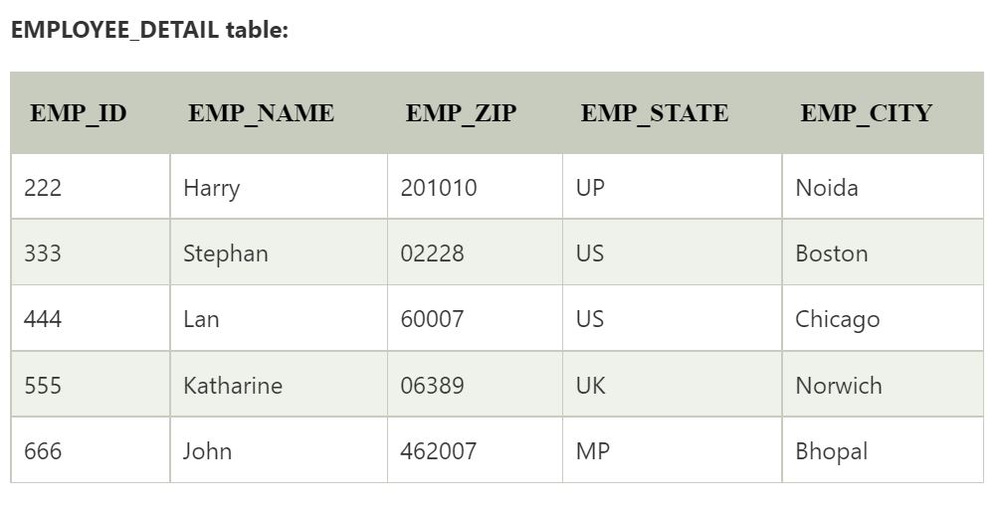 EMPLOYEE_DETAIL table:
EMP_ID EMP_NAME EMP_ZIP EMP_STATE EMP_CITY
222 Harry 201010 UP Noida
333 Stephan 02228 US Boston
444 Lan 60007 US Chicago
555 Katharine 06389 UK Norwich
666 John 462007 MP Bhopal